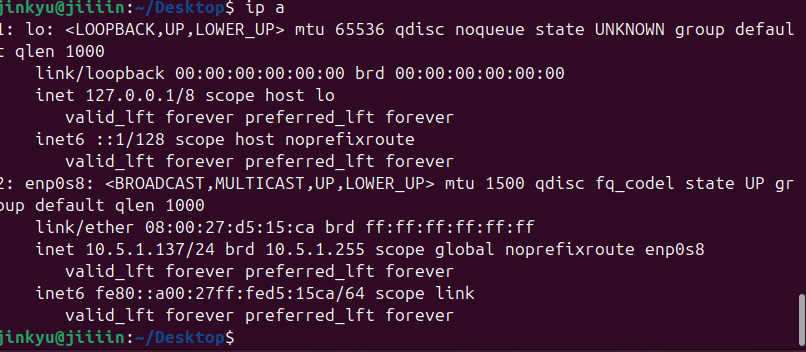 jinkyu@jiiiin:~/Desktop$ ip a
1: lo: <LOOPBACK,UP,LOWER_UP> mtu 65536 qdisc noqueue state UNKNOWN group defaul
t qlen 1000
    link/loopback 00:00:00:00:00:00 brd 00:00:00:00:00:00
    inet 127.0.0.1/8 scope host lo
       valid_lft forever preferred_lft forever
    inet6 ::1/128 scope host noprefixroute
       valid_lft forever preferred_lft forever
2: enp0s8: <BROADCAST,MULTICAST,UP,LOWER_UP> mtu 1500 qdisc fq_codel state UP gr
oup default qlen 1000
    link/ether 08:00:27:d5:15:ca brd ff:ff:ff:ff:ff:ff
    inet 10.5.1.137/24 brd 10.5.1.255 scope global noprefixroute enp0s8
       valid_lft forever preferred_lft forever
    inet6 fe80::a00:27ff:fed5:15ca/64 scope link
       valid_lft forever preferred_lft forever
jinkyu@jiiiin:~/Desktop$